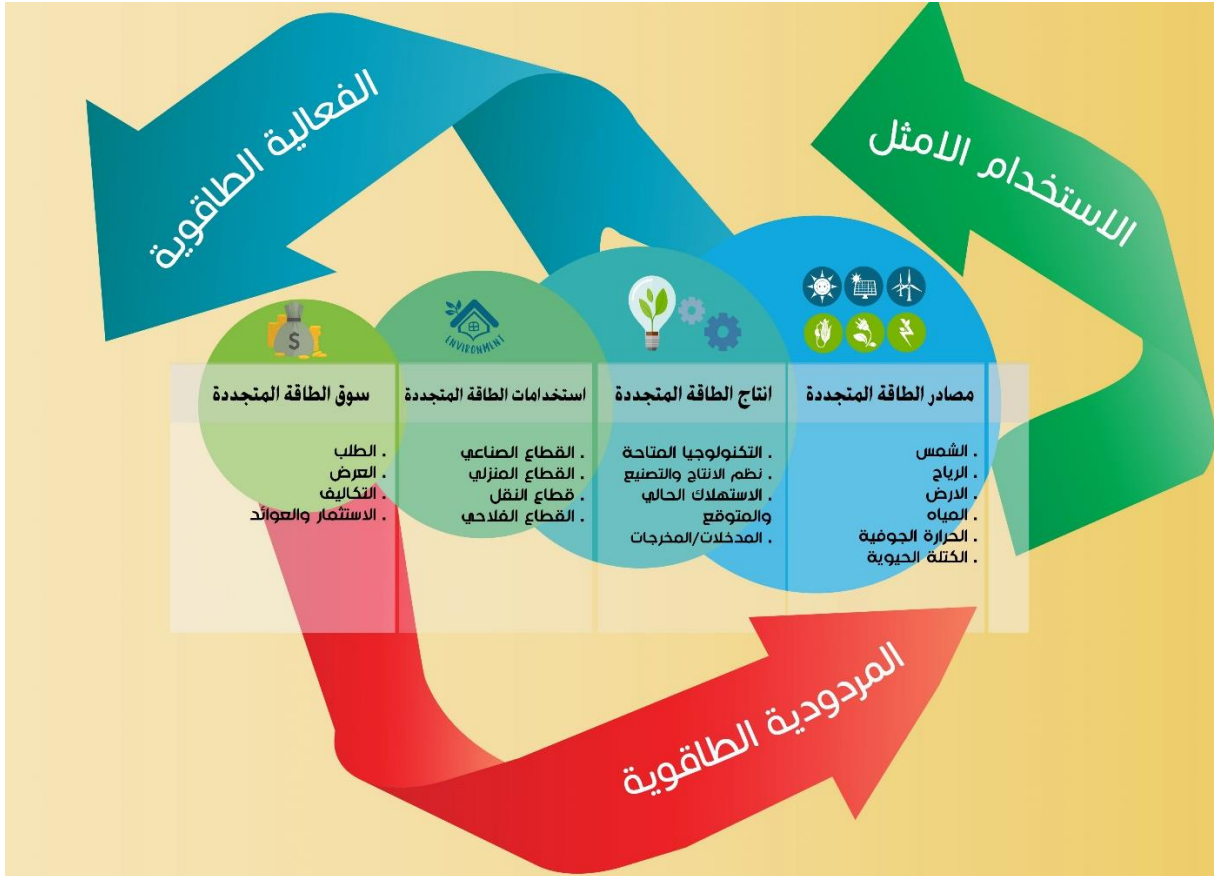 الفعالية الطاقوية
الاستخدام الامثل
مصادر الطاقة المتجددة
. الشمس
. الرياح
. الارض
. المياه
. الحرارة الجوفية
. الكتلة الحيوية
انتاج الطاقة المتجددة
. التكنولوجيا المتاحة
. نظم الانتاج والتصنيع
. الاستهلاك الحالي
والمتوقع
. المدخلات/المخرجات
ENVIRONMENT
استخدامات الطاقة المتجددة
. القطاع الصناعي
. القطاع المنزلي
. قطاع النقل
. القطاع الفلاحي
$
سوق الطاقة المتجددة
. الطلب
. العرض
. التكاليف
. الاستثمار والعوائد
المردودية الطاقوية